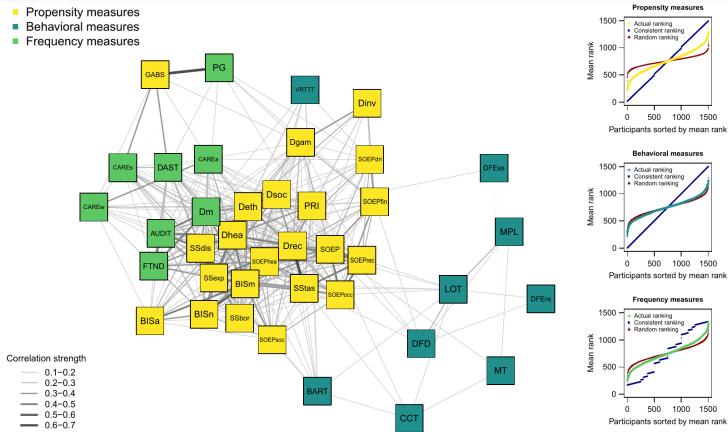 Propensity measures
Behavioral measures
Frequency measures
GABS
PG
VRTTT
Dinv
Dgam
CAREs
DAST
CAREa
SOEPdri
DFEss
CAREw
Dm
Deth
Dsoc
PRI
SOEPfin
AUDIT
Dhea
MPL
SSdis
Drec
SOEP
FTND
SOEPhea
SOEPrec
SSexp
BISm
SStas
SOEPocc
LOT
DFEre
BISa
BISn
SSbor
SOEPsoc
DFD
MT
BART
CCT
Correlation strength
0.1–0.2
0.2–0.3
0.3–0.4
0.4–0.5
0.5–0.6
0.6–0.7
Propensity measures
Actual ranking
Consistent ranking
Random ranking
Mean rank
1500
1000
500
0
0 500 1000 1500
Participants sorted by mean rank
Behavioral measures
Actual ranking
Consistent ranking
Random ranking
Mean rank
1500
1000
500
0
0 500 1000 1500
Participants sorted by mean rank
Frequency measures
Actual ranking
Consistent ranking
Random ranking
Mean rank
1500
1000
500
0
0 500 1000 1500
Participants sorted by mean rank